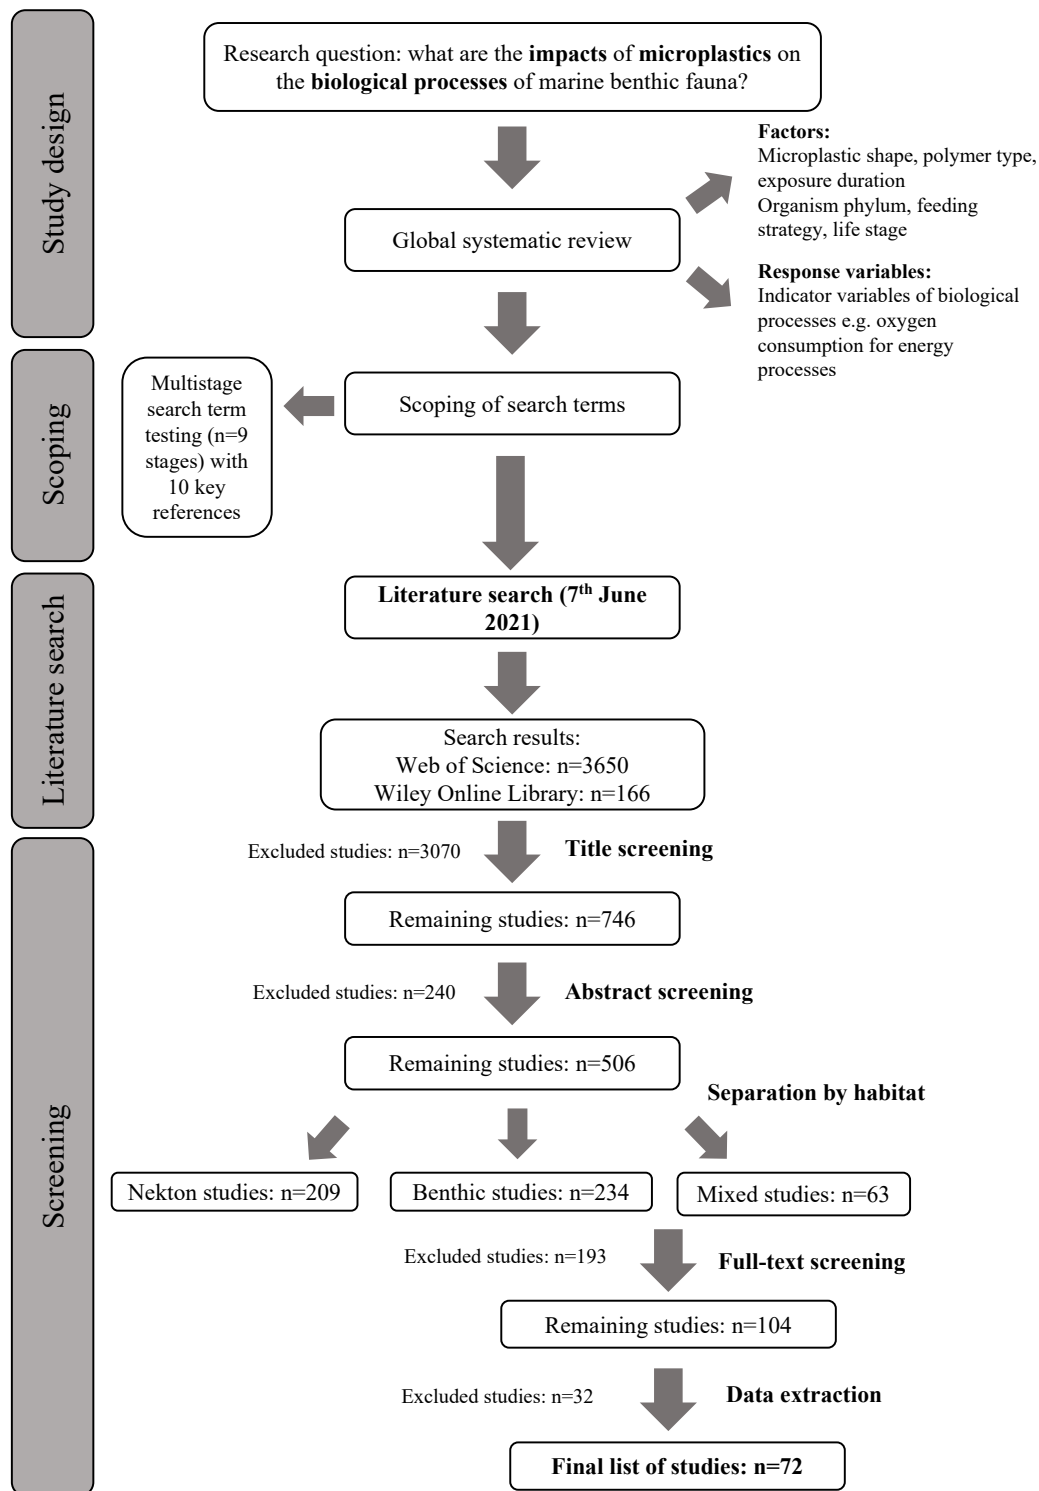 Study design
Research question: what are the impacts of microplastics on
the biological processes of marine benthic fauna?
Global systematic review
Factors:
Microplastic shape, polymer type,
exposure duration
Organism phylum, feeding
strategy, life stage
Response variables:
Indicator variables of biological
processes e.g. oxygen
consumption for energy
processes
Scoping
Scoping of search terms
Multistage
search term
testing (n=9
stages) with
10 key
references
Literature search
Literature search (7th June
2021)
Search results:
Web of Science: n=3650
Wiley Online Library: n=166
Screening
Excluded studies: n=3070
Title screening
Remaining studies: n=746
Excluded studies: n=240
Abstract screening
Remaining studies: n=506
Separation by habitat
Nekton studies: n=209
Benthic studies: n=234
Mixed studies: n=63
Excluded studies: n=193
Full-text screening
Remaining studies: n=104
Excluded studies: n=32
Data extraction
Final list of studies: n=72